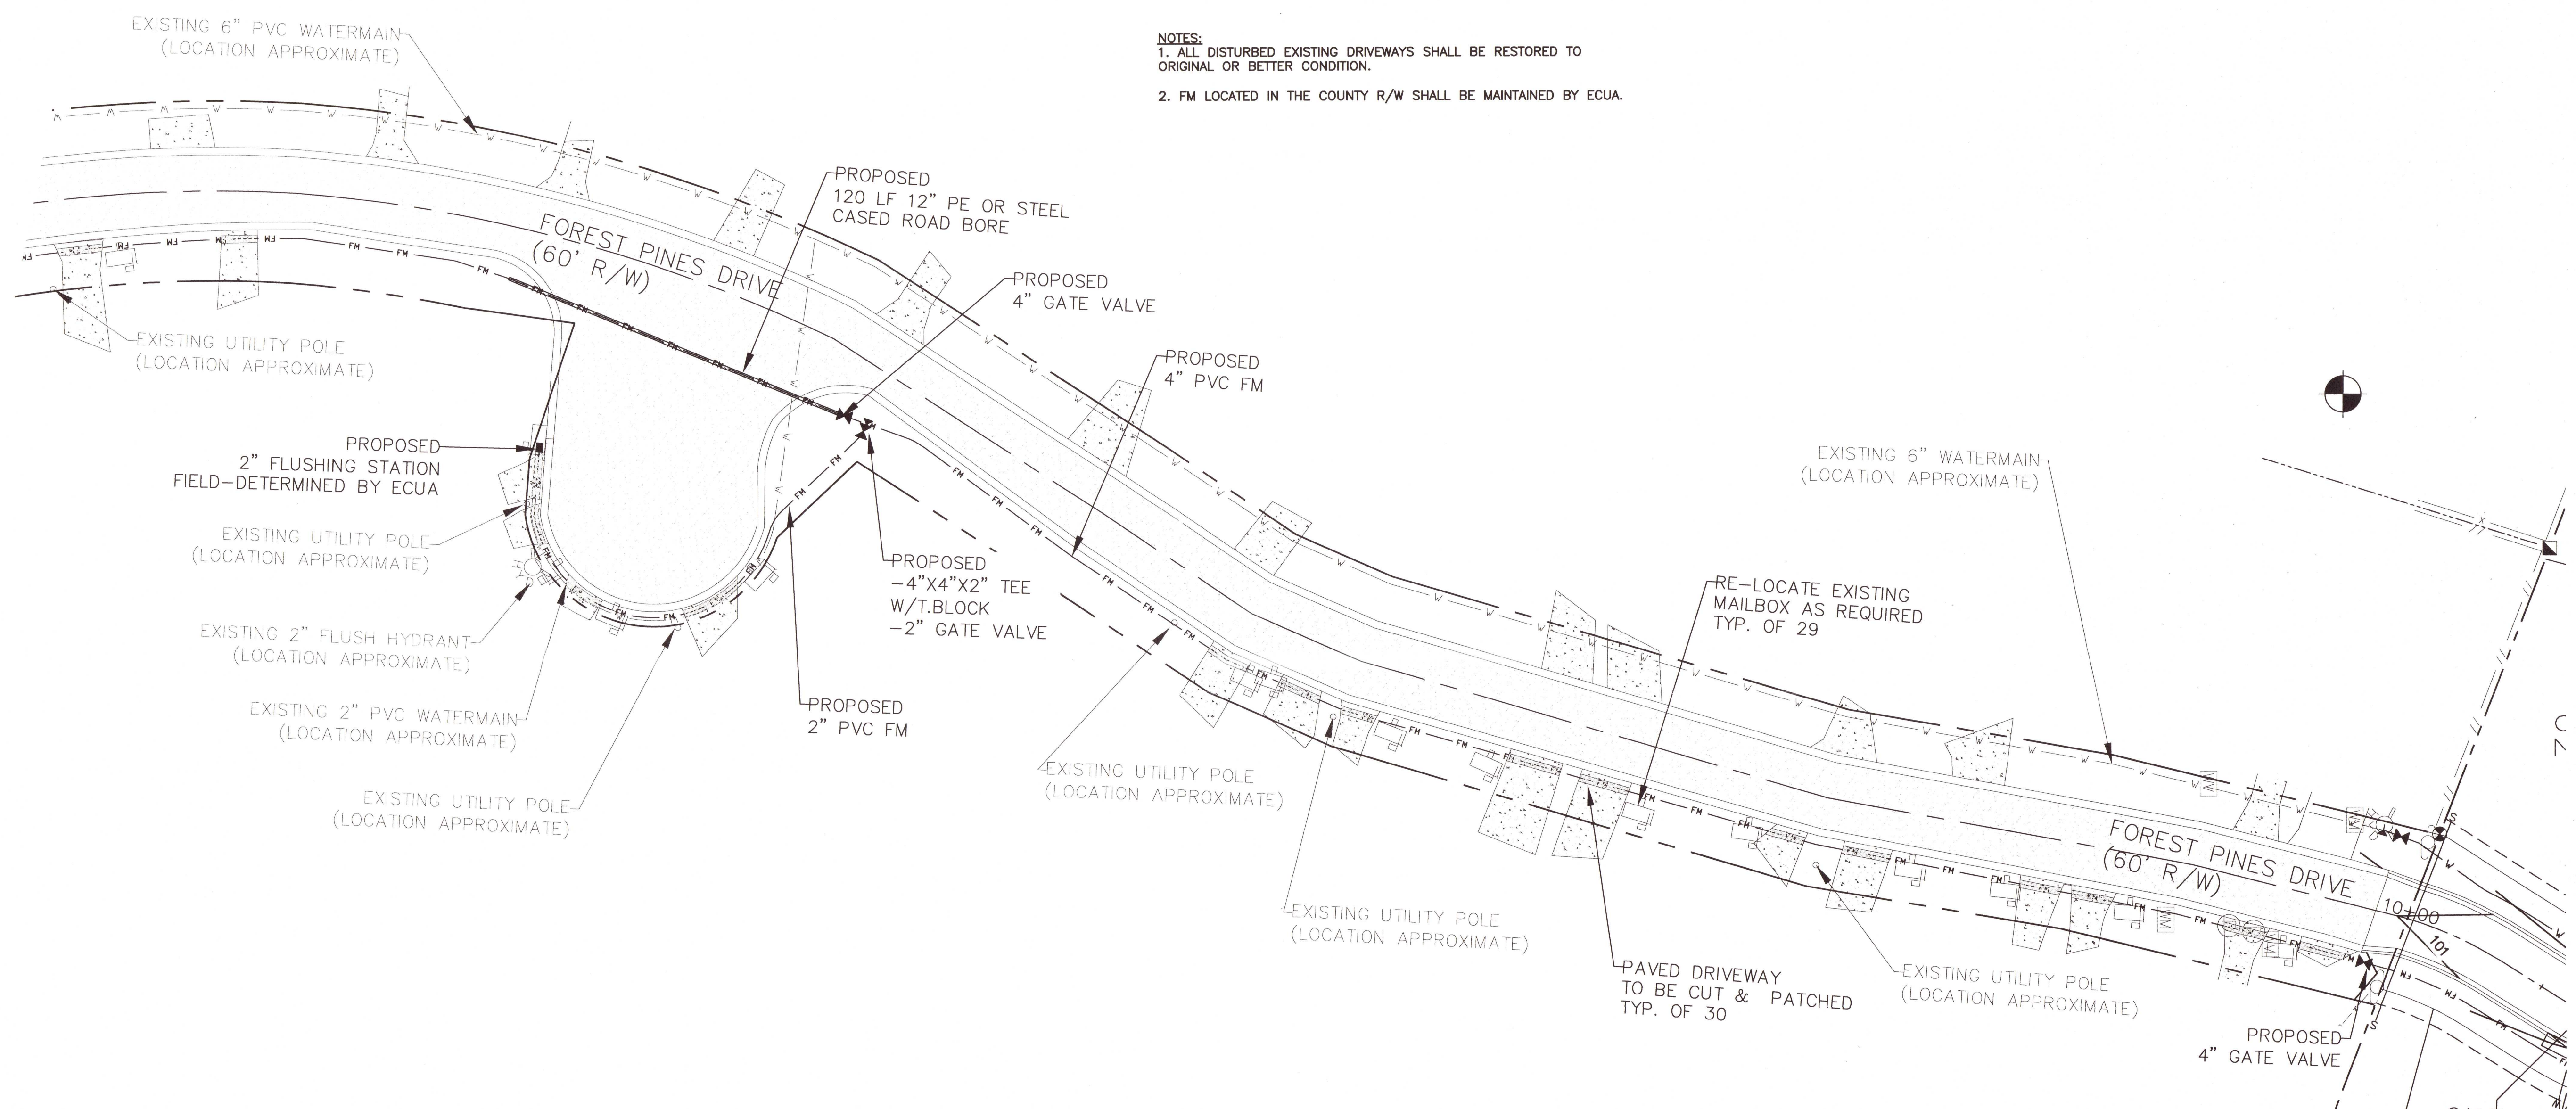 EXISTING 6" PVC WATERMAIN
(LOCATION APPROXIMATE)
NOTES:
1. ALL DISTURBED EXISTING DRIVEWAYS SHALL BE RESTORED TO
ORIGINAL OR BETTER CONDITION.
2. FM LOCATED IN THE COUNTY R/W SHALL BE MAINTAINED BY ECUA.
PROPOSED
120 LF 12" PE OR STEEL
CASED ROAD BORE
FOREST PINES DRIVE
(60' R/W)
PROPOSED
4" GATE VALVE
EXISTING UTILITY POLE
(LOCATION APPROXIMATE)
PROPOSED
4" PVC FM
PROPOSED
2" FLUSHING STATION
FIELD-DETERMINED BY ECUA
EXISTING 6" WATERMAIN
(LOCATION APPROXIMATE)
EXISTING UTILITY POLE
(LOCATION APPROXIMATE)
PROPOSED
-4"X4"X2" TEE
W/T.BLOCK
-2" GATE VALVE
RE-LOCATE EXISTING
MAILBOX AS REQUIRED
TYP. OF 29
EXISTING 2" FLUSH HYDRANT
(LOCATION APPROXIMATE)
EXISTING 2" PVC WATERMAIN
(LOCATION APPROXIMATE)
PROPOSED
2" PVC FM
EXISTING UTILITY POLE
(LOCATION APPROXIMATE)
EXISTING UTILITY POLE
(LOCATION APPROXIMATE)
FOREST PINES DRIVE
(60' R/W)
10+00
101
EXISTING UTILITY POLE
(LOCATION APPROXIMATE)
PAVED DRIVEWAY
TO BE CUT & PATCHED
TYP. OF 30
EXISTING UTILITY POLE
(LOCATION APPROXIMATE)
PROPOSED
4" GATE VALVE